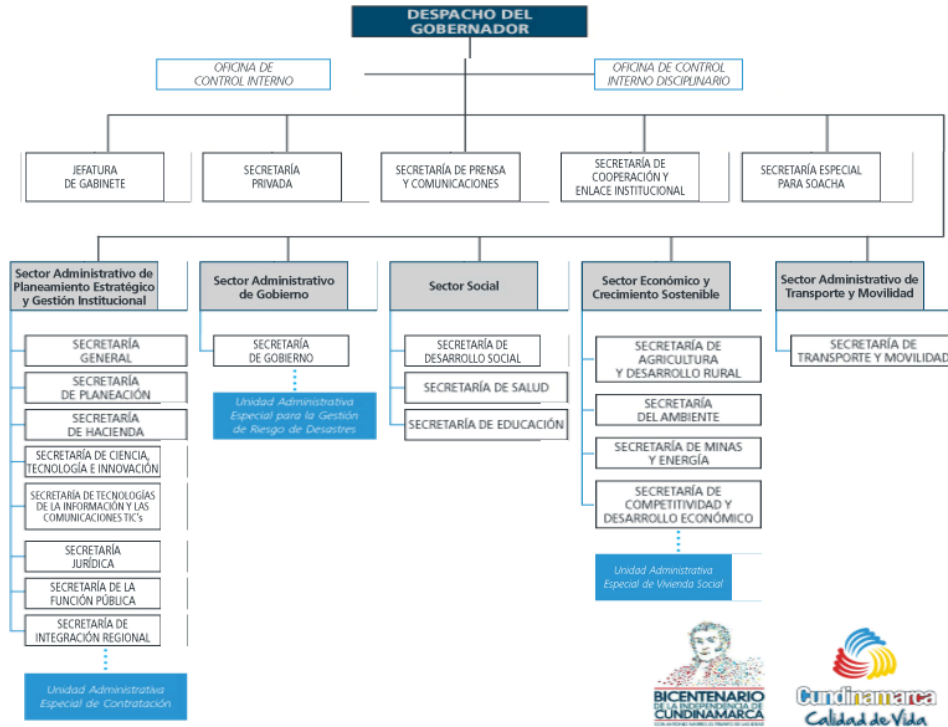 DESPACHO DEL
GOBERNADOR
OFICINA DE
CONTROL INTERNO
OFICINA DE CONTROL
INTERNO DISCIPLINARIO
JEFATURA
DE GABINETE
SECRETARÍA
PRIVADA
SECRETARÍA DE PRENSA
Y COMUNICACIONES
SECRETARÍA DE
COOPERACIÓN Y
ENLACE INSTITUCIONAL
SECRETARÍA ESPECIAL
PARA SOACHA
Sector Administrativo de
Planeamiento Estratégico
y Gestión Institucional
SECRETARÍA
GENERAL
SECRETARÍA
DE PLANEACIÓN
SECRETARÍA
DE HACIENDA
SECRETARÍA DE CIENCIA,
TECNOLOGÍA E INNOVACIÓN
SECRETARÍA DE TECNOLOGÍAS
DE LA INFORMACIÓN Y LAS
COMUNICACIONES TIC's
SECRETARÍA
JURÍDICA
SECRETARÍA DE LA
FUNCIÓN PÚBLICA
SECRETARÍA DE
INTEGRACIÓN REGIONAL
Unidad Administrativa
Especial de Contratación
Sector Administrativo
de Gobierno
SECRETARÍA
DE GOBIERNO
Unidad Administrativa
Especial para la Gestión
de Riesgo de Desastres
Sector Social
SECRETARÍA DE
DESARROLLO SOCIAL
SECRETARÍA DE SALUD
SECRETARÍA DE EDUCACIÓN
Sector Económico y
Crecimiento Sostenible
SECRETARÍA DE
AGRICULTURA
Y DESARROLLO RURAL
SECRETARÍA
DEL AMBIENTE
SECRETARÍA DE MINAS
Y ENERGÍA
SECRETARÍA DE
COMPETITIVIDAD Y
DESARROLLO ECONÓMICO
Unidad Administrativa
Especial de Vivienda Social
Sector Administrativo de
Transporte y Movilidad
SECRETARÍA DE
TRANSPORTE Y MOVILIDAD
BICENTENARIO
DE LA INDEPENDENCIA DE
CUNDINAMARCA
Cundinamarca
Calidad de Vida